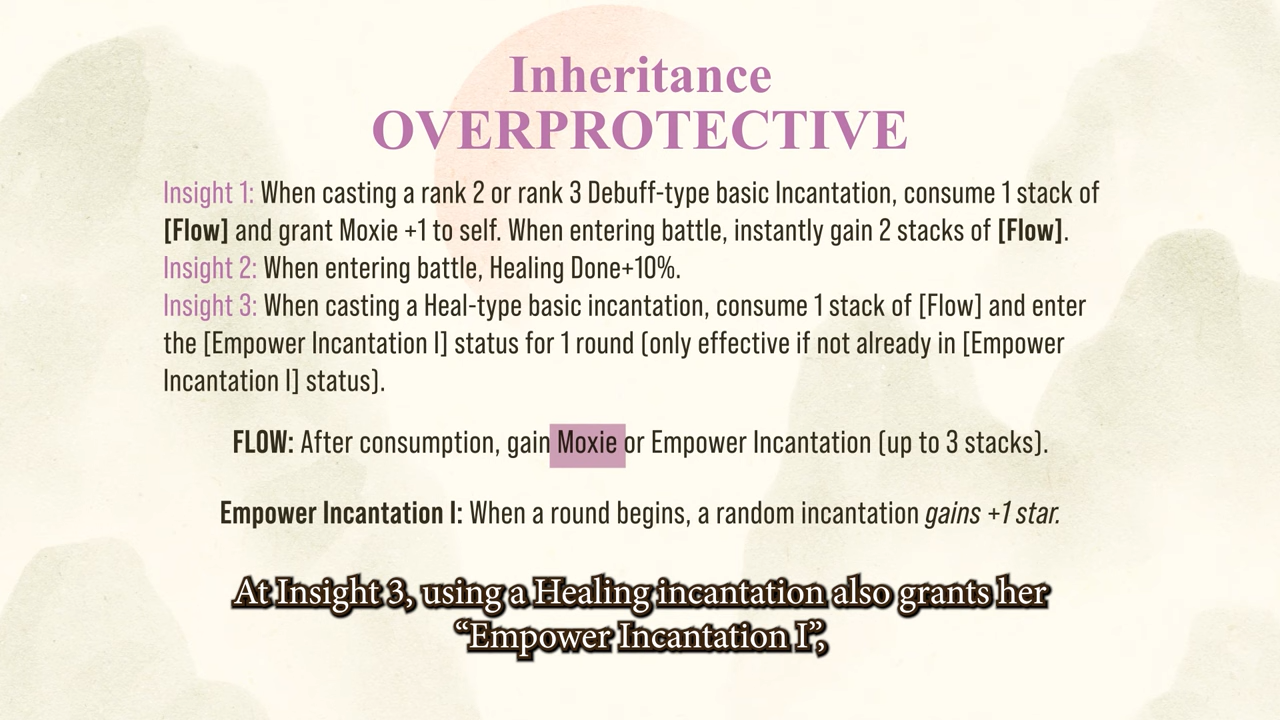 Inheritance
OVERPROTECTIVE
Insight 1: When casting a rank 2 or rank 3 Debuff-type basic Incantation, consume 1 stack of
[Flow] and grant Moxie +1 to self. When entering battle, instantly gain 2 stacks of [Flow].
Insight 2: When entering battle, Healing Done+10%.
Insight 3: When casting a Heal-type basic incantation, consume 1 stack of [Flow] and enter
the [Empower Incantation I] status for 1 round (only effective if not already in [Empower
Incantation I] status).
FLOW: After consumption, gain Moxie or Empower Incantation (up to 3 stacks).
Empower Incantation I: When a round begins, a random incantation gains +1 star.
At Insight 3, using a Healing incantation also grants her
“Empower Incantation I”,